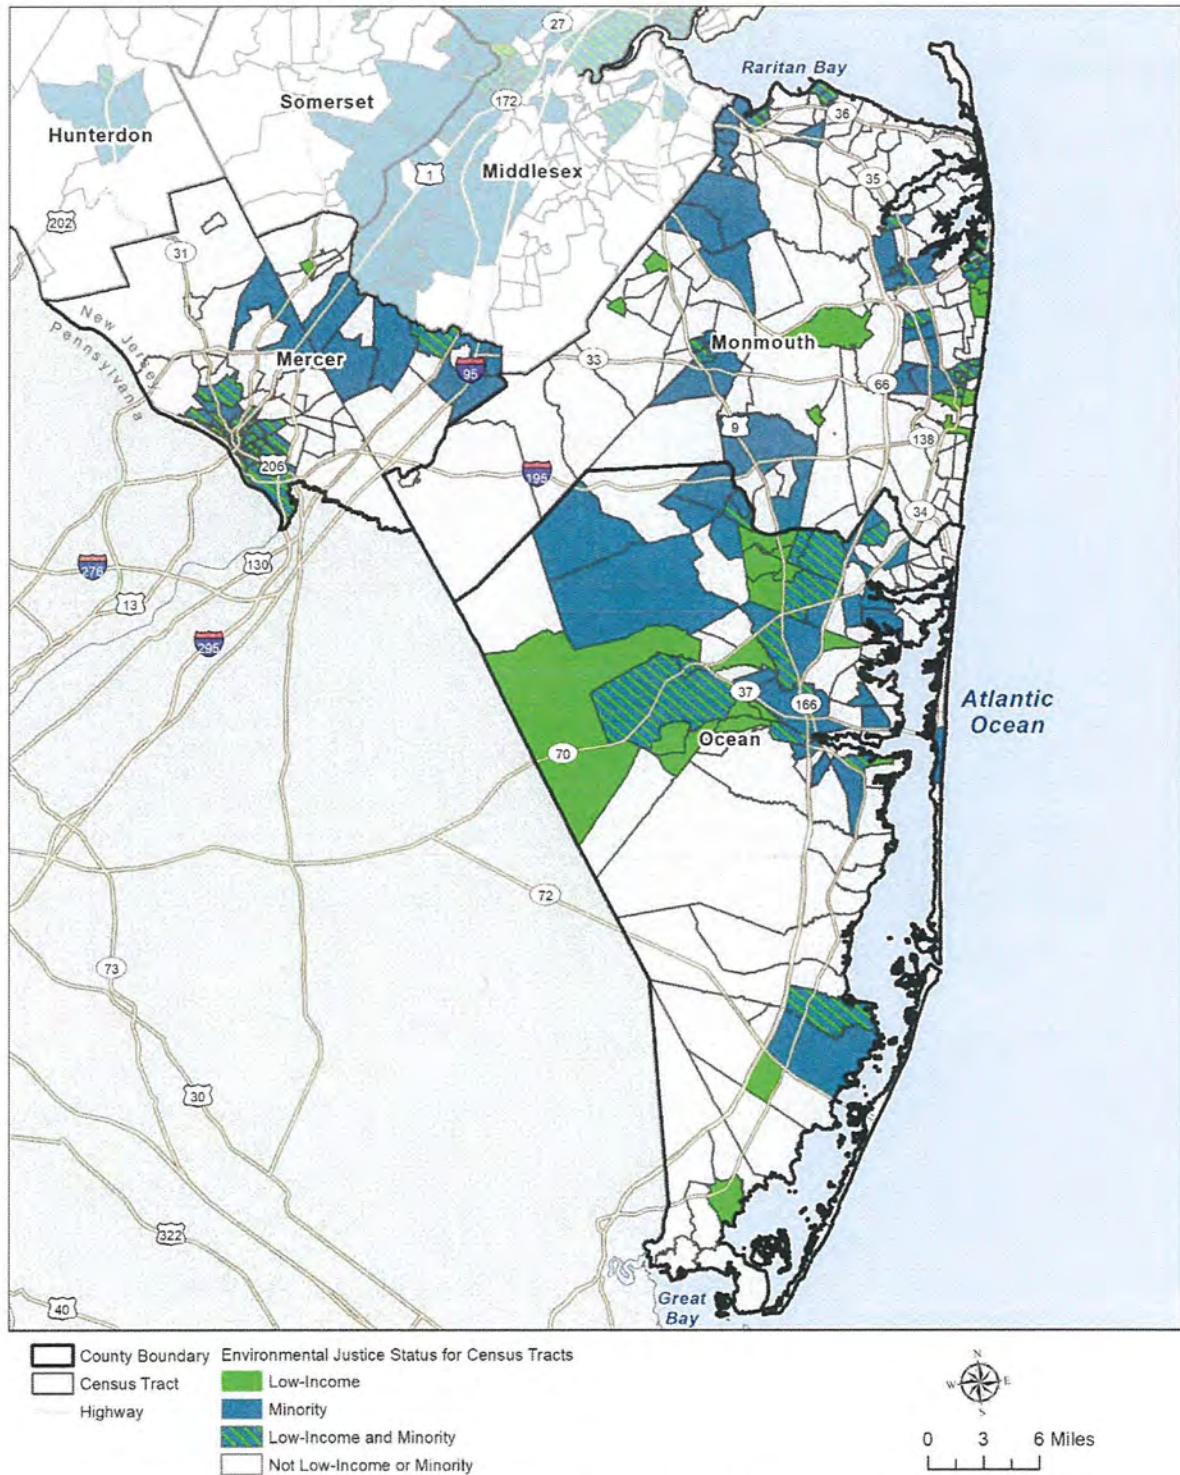 27
Raritan Bay
Somerset
172
36
Hunterdon
Middlesex
1
35
202
31
New Jersey
Pennsylvania
Mercer
95
33
Monmouth
66
9
138
206
195
34
276
130
13
295
37
166
Atlantic
Ocean
Ocean
70
72
73
30
322
40
Great
Bay
County Boundary
Census Tract
Highway
Environmental Justice Status for Census Tracts
Low-Income
Minority
Low-Income and Minority
Not Low-Income or Minority
N
W E
S
0 3 6 Miles